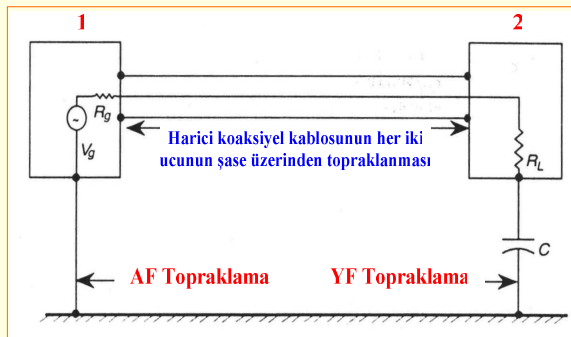 1
2
Rg
Vg
Harici koaksiyel kablosunun her iki
ucunun şase üzerinden topraklanması
RL
C
AF Topraklama
YF Topraklama